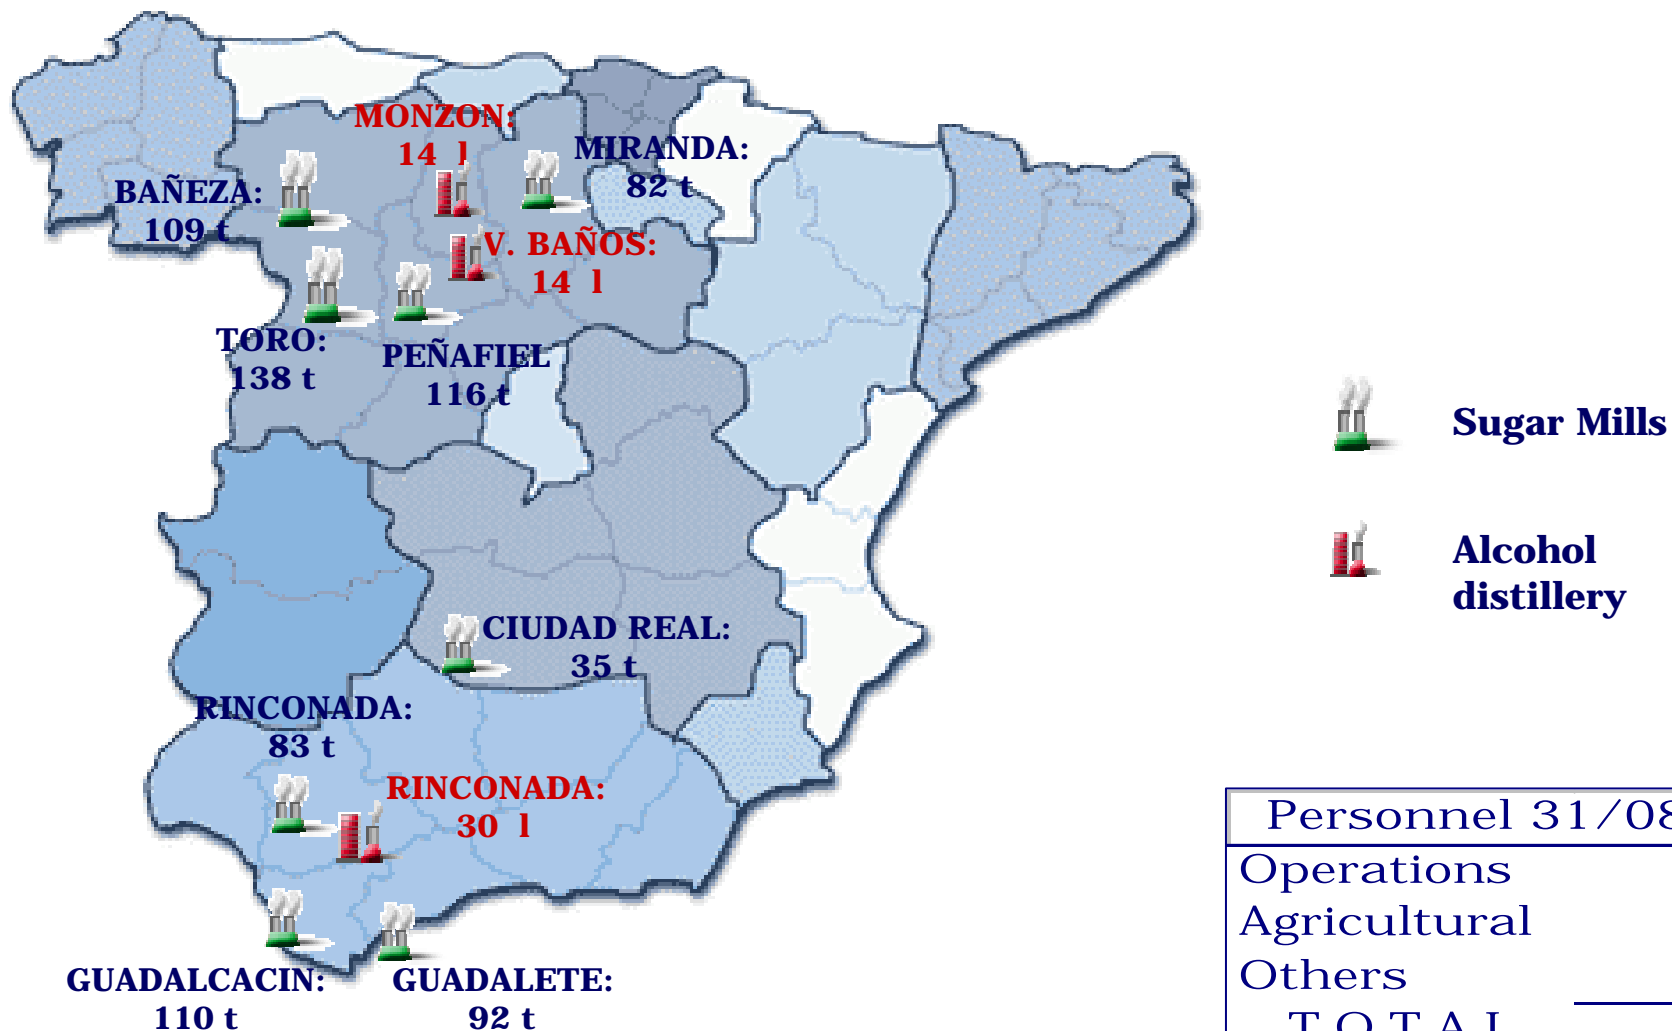 MONZON:
14 l
MIRANDA:
82 t
BAÑEZA:
109 t
V. BAÑOS:
14 l
TORO:
138 t
PEÑAFIEL
116 t
Sugar Mills
Alcohol
distillery
CIUDAD REAL:
35 t
RINCONADA:
83 t
RINCONADA:
30 l
GUADALCACIN:
110 t
GUADALETE:
92 t
Personnel 31/08
Operations
Agricultural
Others
T O T A L